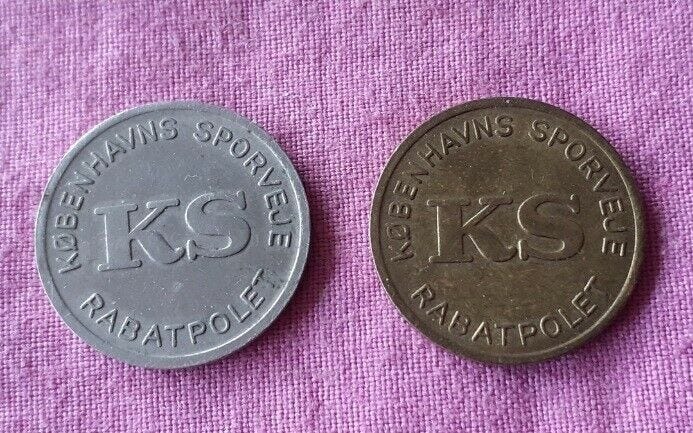 KØBENHAVNS SPORVEJE
KS
RABATPOLET
KØBENHAVNS SPORVEJE
KS
RABATPOLET